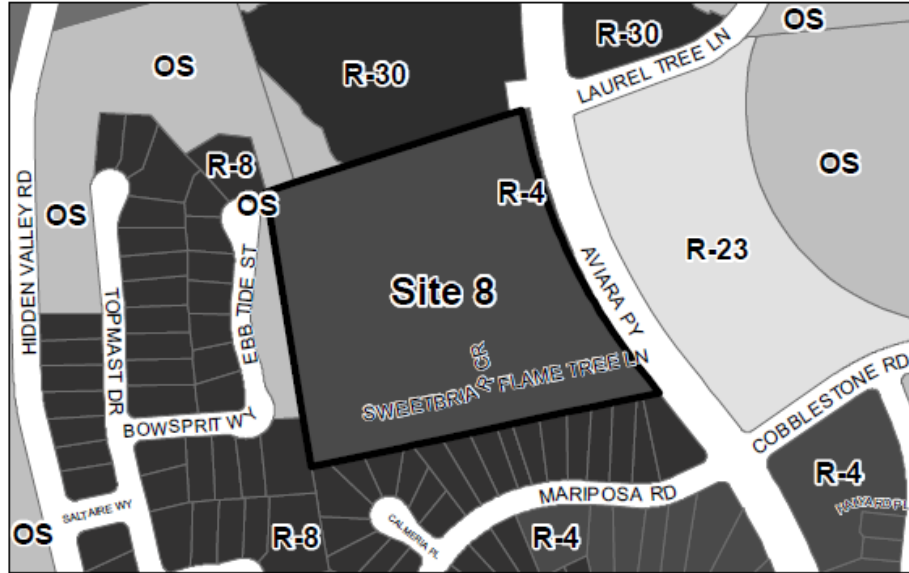 OS
R-30
R-30
LAUREL TREE LN
OS
OS
R-8
OS
OS
R-4
HIDDEN VALLEY RD
TOPMAST DR
EBB TIDE ST
Site 8
AVIARA PY
R-23
SWEETBRIAR CR
FLAME TREE LN
BOWSPRIT WY
COBBLESTONE RD
MARIPOSA RD
R-4
SALTAIRE WY
CALMERIA PL
OS
R-8
R-4